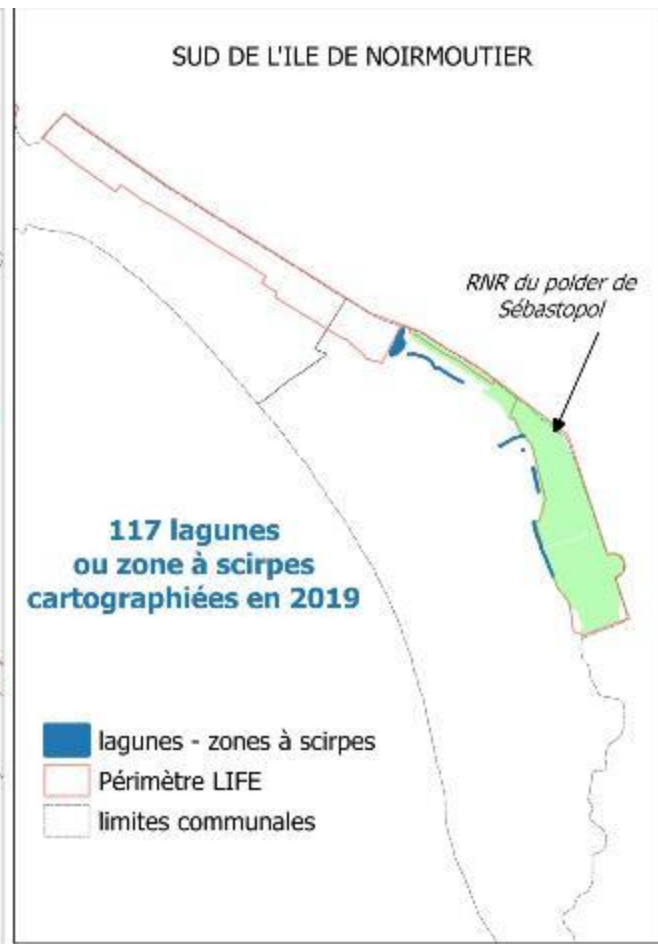 SUD DE L'ILE DE NOIRMOUTIER
RNR du polder de
Sébastopol
117 lagunes
ou zone à scirpes
cartographiées en 2019
lagunes - zones à scirpes
Périmètre LIFE
limites communales